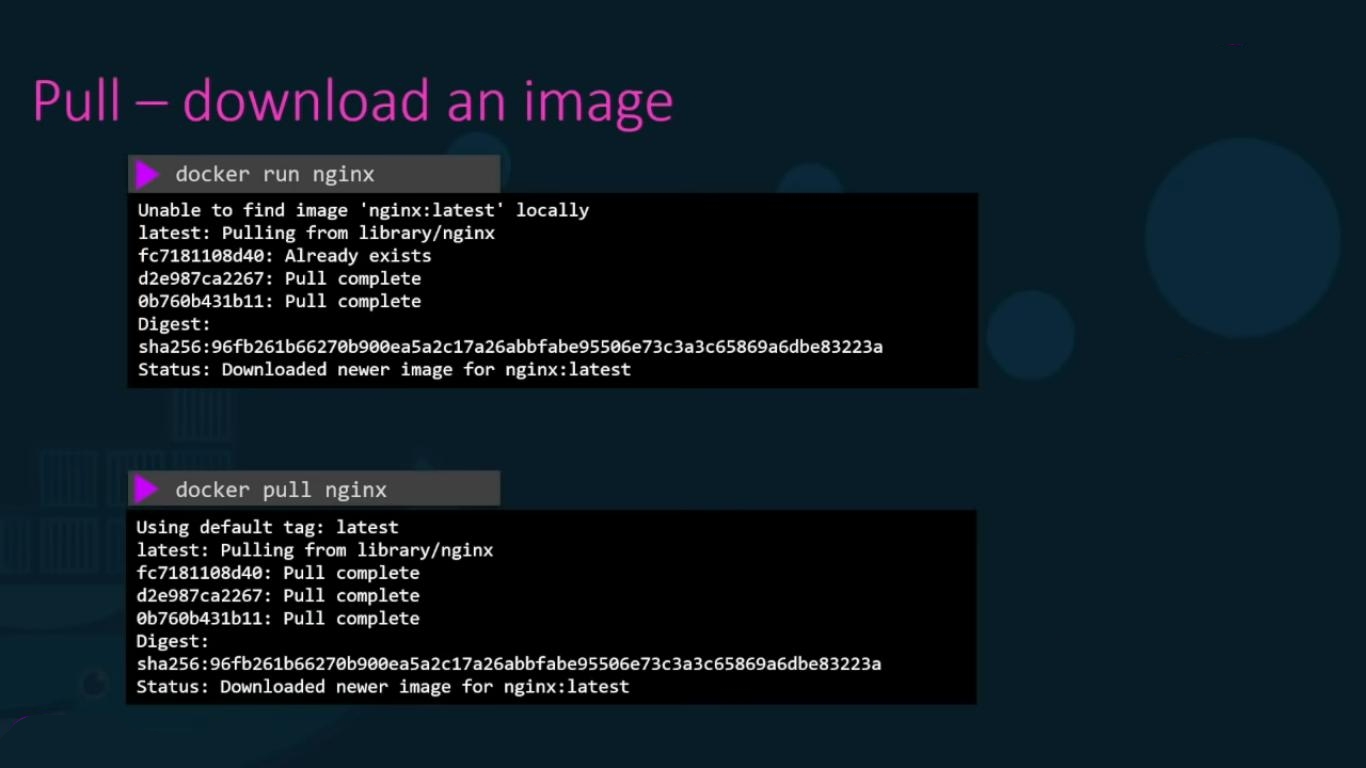 Pull – download an image
docker run nginx
Unable to find image 'nginx:latest' locally
latest: Pulling from library/nginx
fc7181108d40: Already exists
d2e987ca2267: Pull complete
0b760b431b11: Pull complete
Digest:
sha256:96fb261b66270b900ea5a2c17a26abbfabe95506e73c3a3c65869a6dbe83223a
Status: Downloaded newer image for nginx:latest
docker pull nginx
Using default tag: latest
latest: Pulling from library/nginx
fc7181108d40: Pull complete
d2e987ca2267: Pull complete
0b760b431b11: Pull complete
Digest:
sha256:96fb261b66270b900ea5a2c17a26abbfabe95506e73c3a3c65869a6dbe83223a
Status: Downloaded newer image for nginx:latest